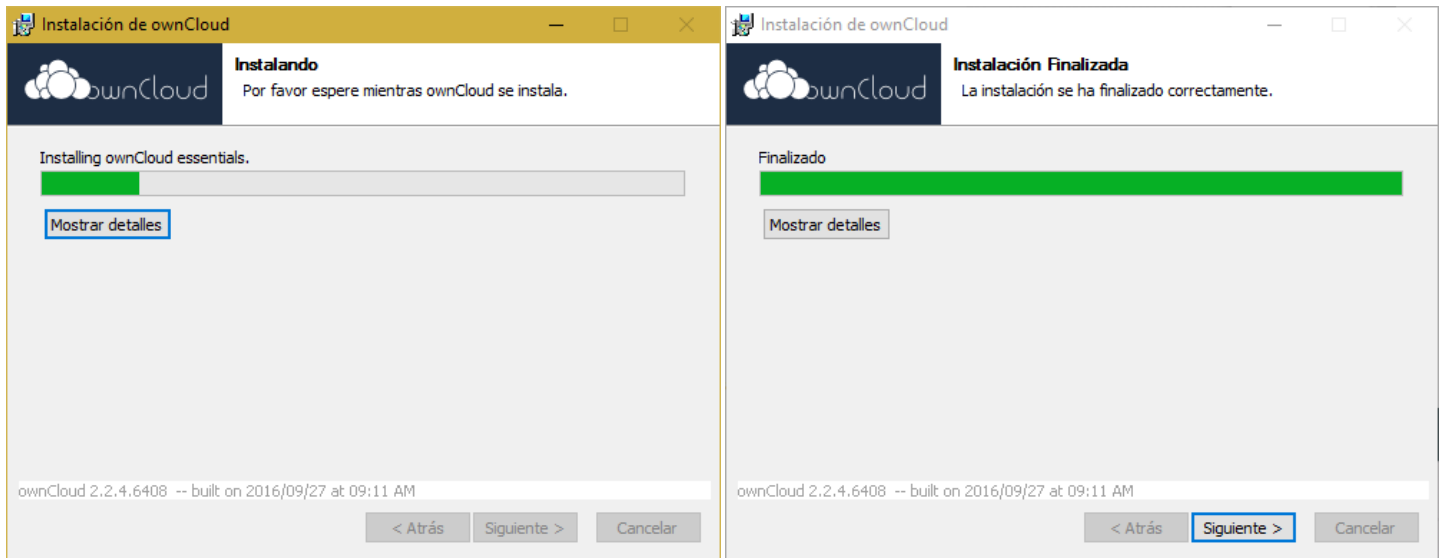 Instalación de ownCloud
ownCloud
Instalando
Por favor espere mientras ownCloud se instala.
Installing ownCloud essentials.
Mostrar detalles
ownCloud 2.2.4.6408 -- built on 2016/09/27 at 09:11 AM
< Atrás
Siguiente >
Cancelar
Instalación de ownCloud
ownCloud
Instalación Finalizada
La instalación se ha finalizado correctamente.
Finalizado
Mostrar detalles
ownCloud 2.2.4.6408 -- built on 2016/09/27 at 09:11 AM
< Atrás
Siguiente >
Cancelar